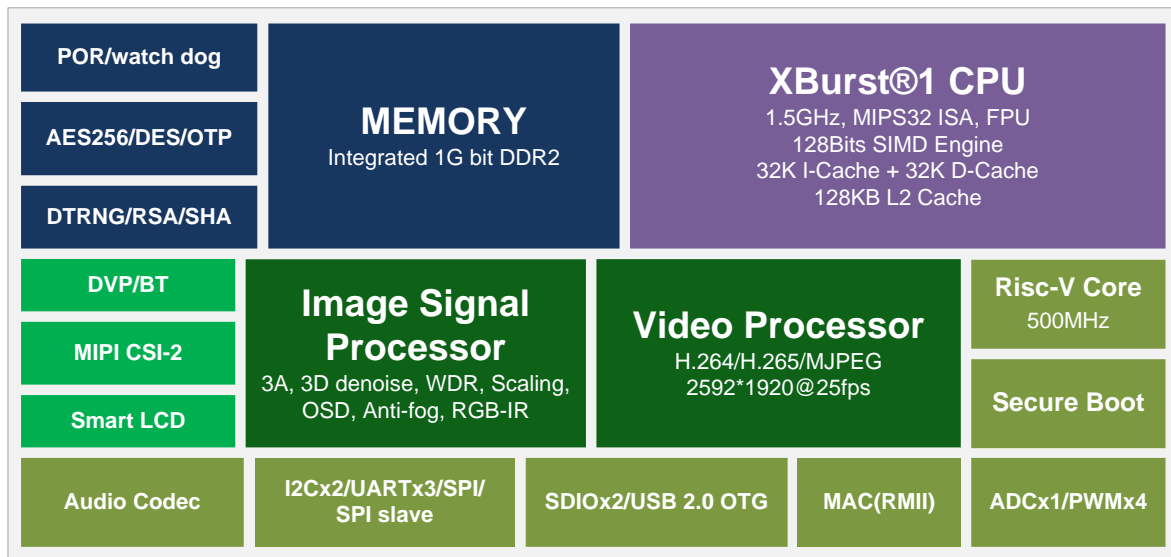 POR/watch dog
AES256/DES/OTP
DTRNG/RSA/SHA
MEMORY
Integrated 1G bit DDR2
XBurst®1 CPU
1.5GHz, MIPS32 ISA, FPU
128Bits SIMD Engine
32K I-Cache + 32K D-Cache
128KB L2 Cache
DVP/BT
MIPI CSI-2
Smart LCD
Image Signal
Processor
3A, 3D denoise, WDR, Scaling,
OSD, Anti-fog, RGB-IR
Video Processor
H.264/H.265/MJPEG
2592*1920@25fps
Risc-V Core
500MHz
Secure Boot
Audio Codec
I2Cx2/UARTx3/SPI/
SPI slave
SDIOx2/USB 2.0 OTG
MAC(RMII)
ADCx1/PWMx4